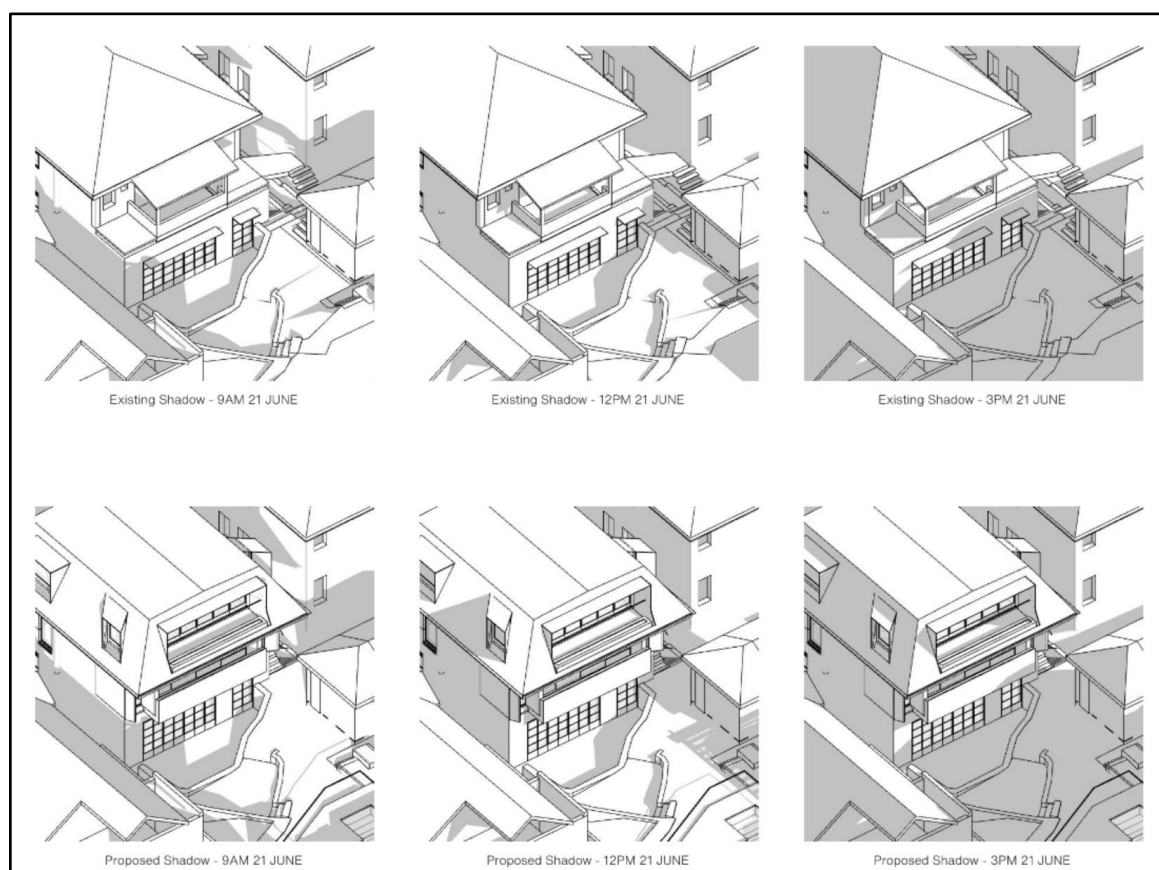 Existing Shadow - 9AM 21 JUNE
Existing Shadow - 12PM 21 JUNE
Existing Shadow - 3PM 21 JUNE
Proposed Shadow - 9AM 21 JUNE
Proposed Shadow - 12PM 21 JUNE
Proposed Shadow - 3PM 21 JUNE